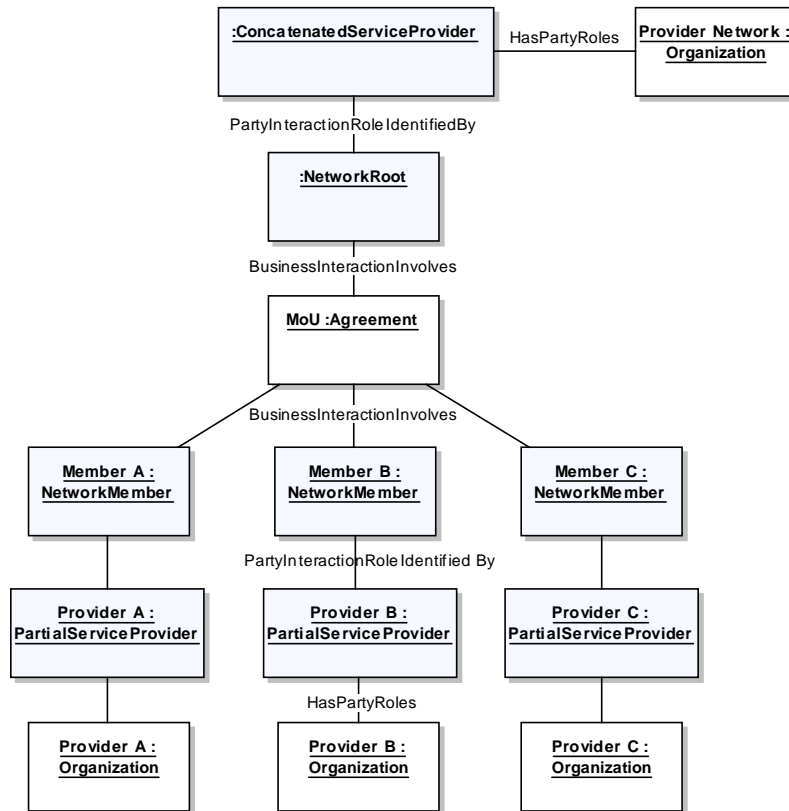 :ConcatenatedServiceProvider
HasPartyRoles
Provider Network :
Organization
PartyInteractionRoleIdentifiedBy
:NetworkRoot
BusinessInteractionInvolves
MoU :Agreement
BusinessInteractionInvolves
Member A :
NetworkMember
Member B :
NetworkMember
Member C :
NetworkMember
PartyInteractionRoleIdentified By
Provider A :
PartialServiceProvider
Provider B :
PartialServiceProvider
Provider C :
PartialServiceProvider
HasPartyRoles
Provider A :
Organization
Provider B :
Organization
Provider C :
Organization